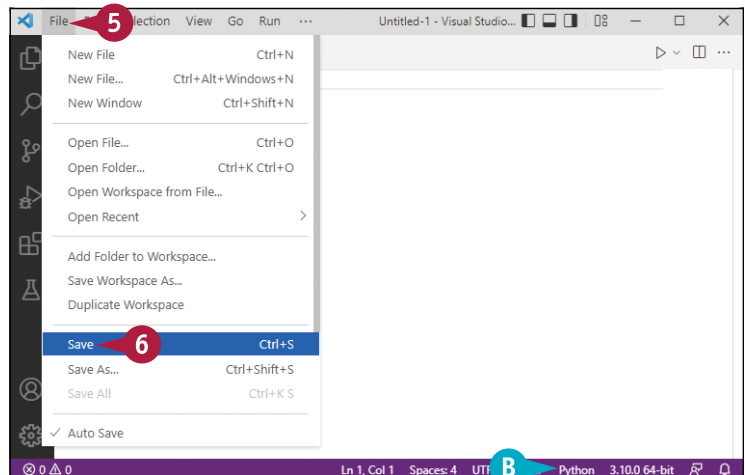 File 5 lection View Go Run ··· Untitled-1 - Visual Studio...
New File Ctrl+N
New File... Ctrl+Alt+Windows+N
New Window Ctrl+Shift+N
Open File... Ctrl+O
Open Folder... Ctrl+K Ctrl+O
Open Workspace from File...
Open Recent
Add Folder to Workspace...
Save Workspace As...
Duplicate Workspace
Save 6 Ctrl+S
Save As... Ctrl+Shift+S
Save All Ctrl+K S
Auto Save
0 0 Ln 1, Col 1 Spaces: 4 UT B Python 3.10.0 64-bit